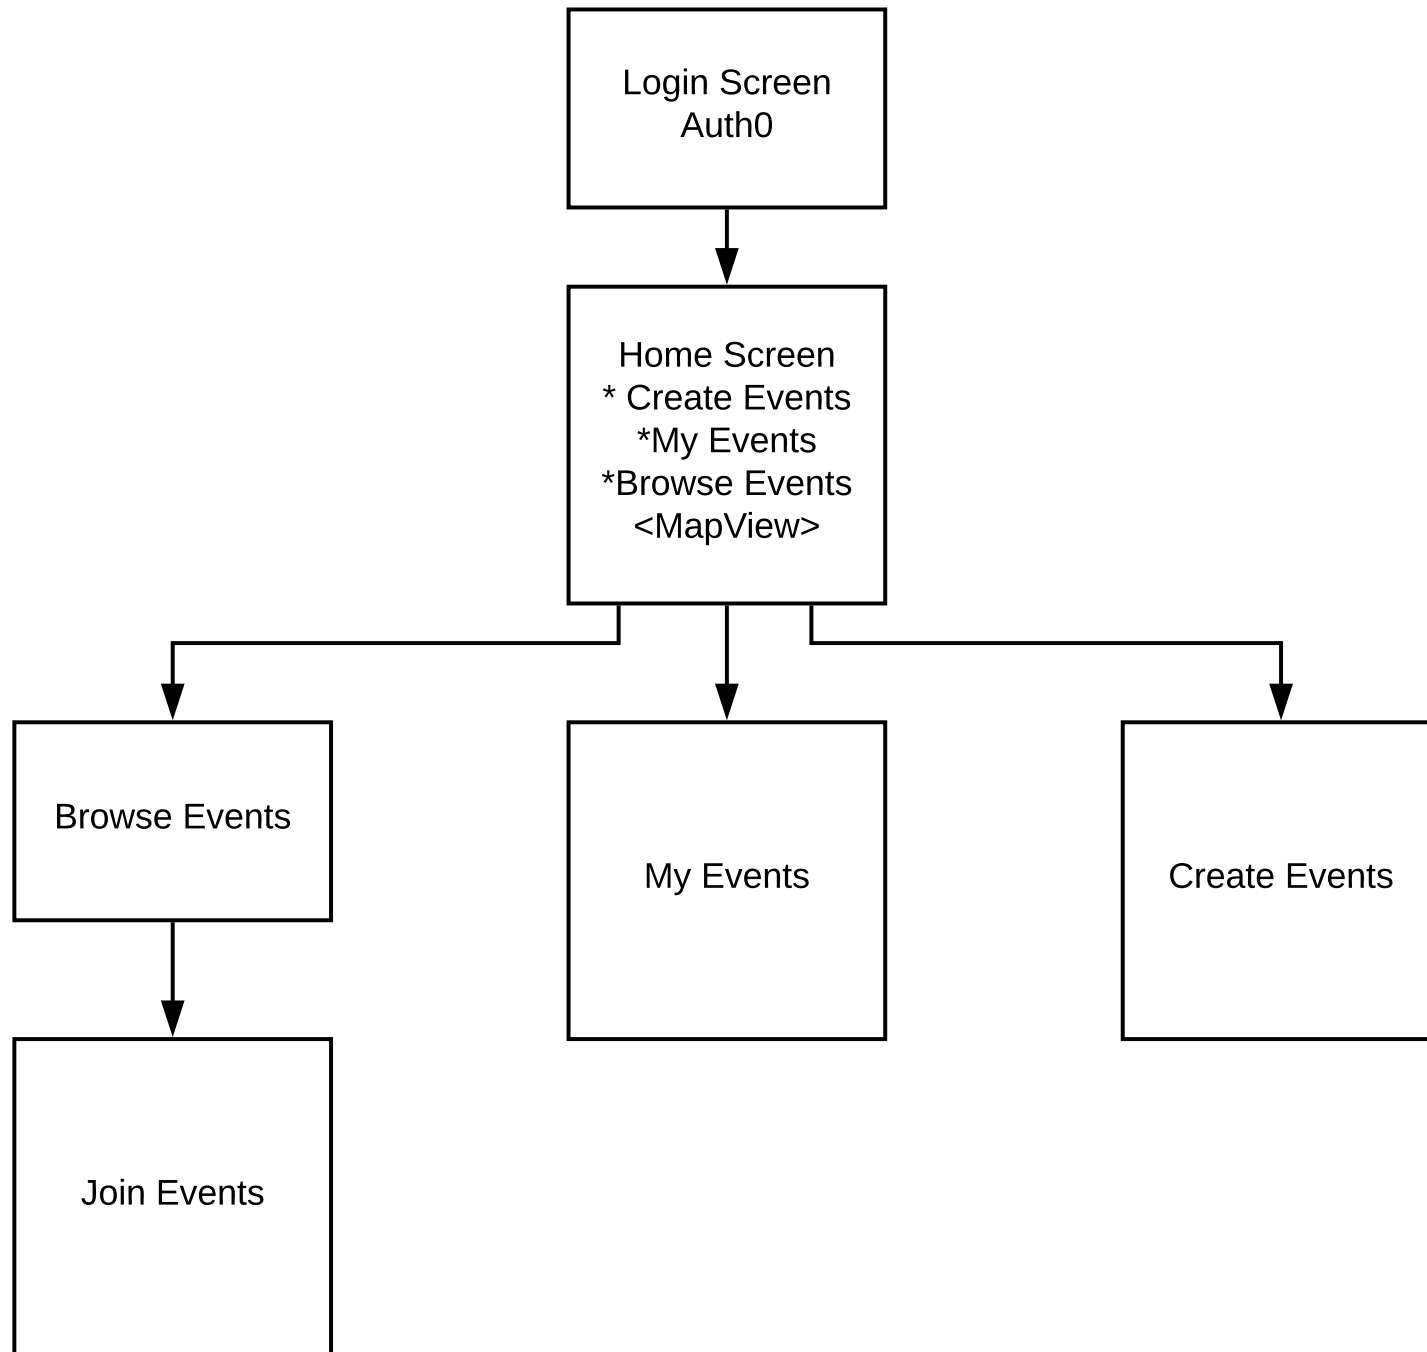 Login Screen
Auth0
Home Screen
* Create Events
*My Events
*Browse Events
<MapView>
Browse Events
My Events
Create Events
Join Events